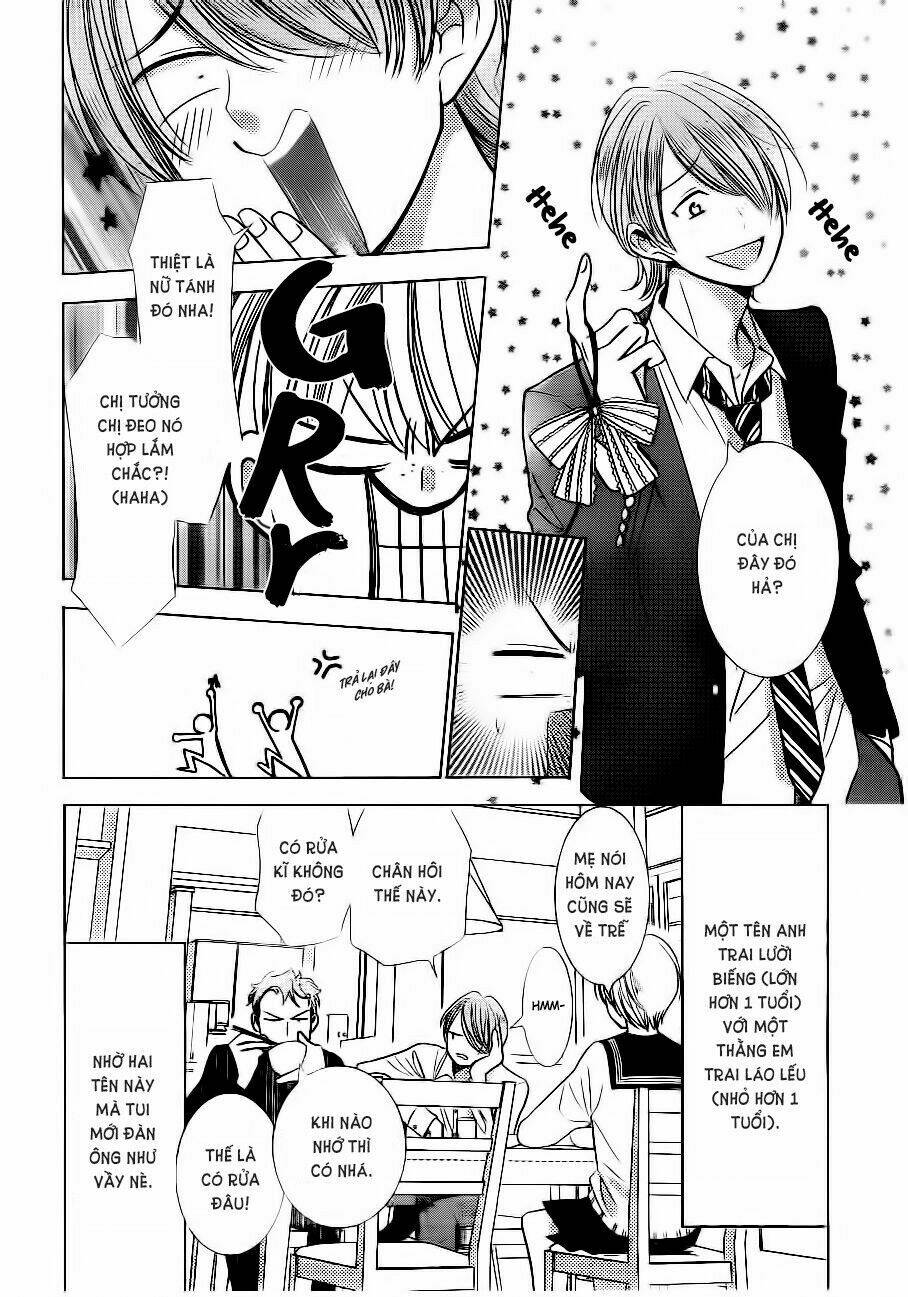 Hehe
Hehe
CỦA CHỊ
ĐÂY ĐÓ
HẢ?
THIỆT LÀ
NỮ TÁNH
ĐÓ NHA!
CHỊ TƯỞNG
CHỊ ĐEO NÓ
HỢP LẮM
CHẮC?!
(HAHA)
GRY
TRẢ LẠI ĐÂY
CHO BÀ!
MỘT TÊN ANH
TRAI LƯỜI
BIẾNG (LỚN
HƠN 1 TUỔI)
VỚI MỘT
THẰNG EM
TRAI LÁO LẾU
(NHỎ HƠN 1
TUỔI).
MẸ NÓI
HÔM NAY
CŨNG SẼ
VỀ TRỄ
HMM-
CHÂN HÔI
THẾ NÀY.
CÓ RỬA
KĨ KHÔNG
ĐÓ?
KHI NÀO
NHỚ THÌ
CÓ NHÁ.
THẾ LÀ
CÓ RỬA
ĐÂU!
NHỜ HAI
TÊN NÀY
MÀ TUI
MỚI ĐÀN
ÔNG NHƯ
VẦY NÈ.